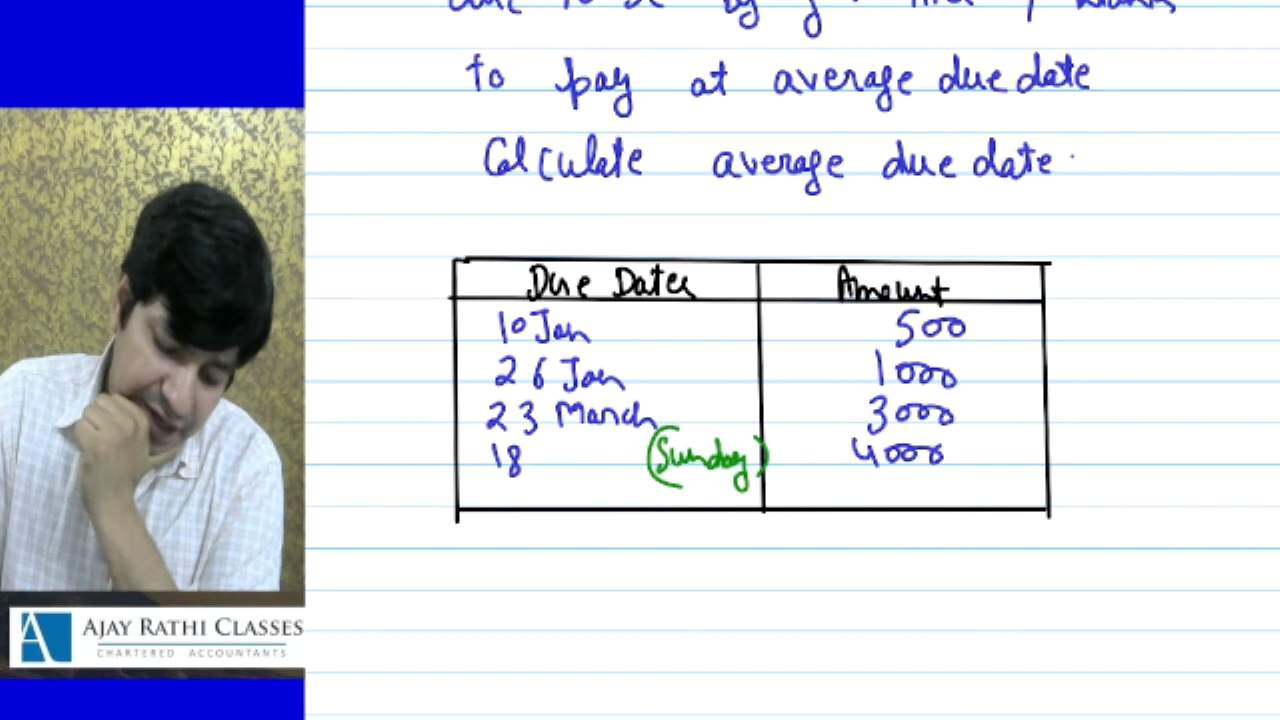 to pay at average due date
Calculate average due date.
Due Dates Amount
10 Jan 500
26 Jan 1000
23 March 3000
18 (Sunday) 4000
AJAY RATHI CLASSES
CHARTERED ACCOUNTANTS